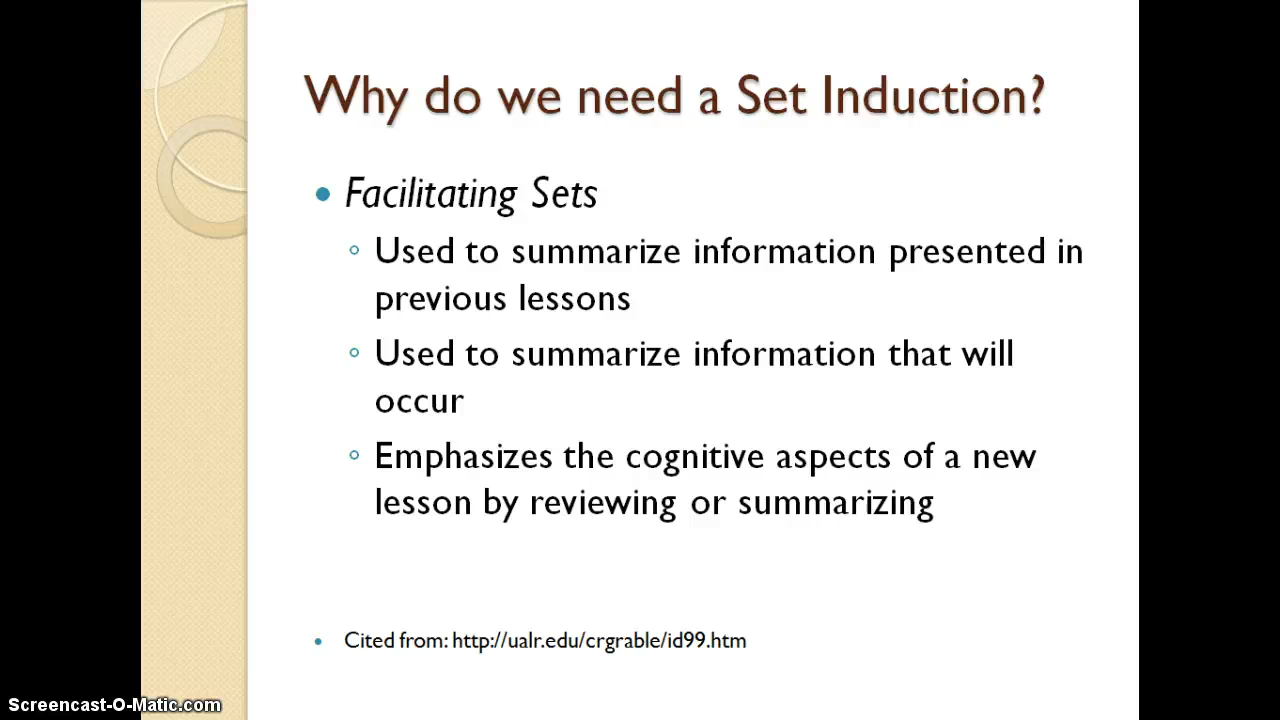 Why do we need a Set Induction?
Facilitating Sets
Used to summarize information presented in
previous lessons
Used to summarize information that will
occur
Emphasizes the cognitive aspects of a new
lesson by reviewing or summarizing
Cited from: http://ualr.edu/crgrable/id99.htm
Screencast-O-Matic.com